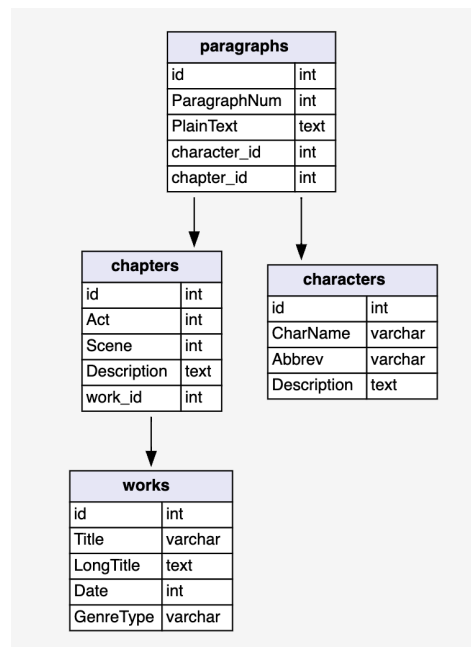 paragraphs
id int
ParagraphNum int
PlainText text
character_id int
chapter_id int
chapters
id int
Act int
Scene int
Description text
work_id int
characters
id int
CharName varchar
Abbrev varchar
Description text
works
id int
Title varchar
LongTitle text
Date int
GenreType varchar